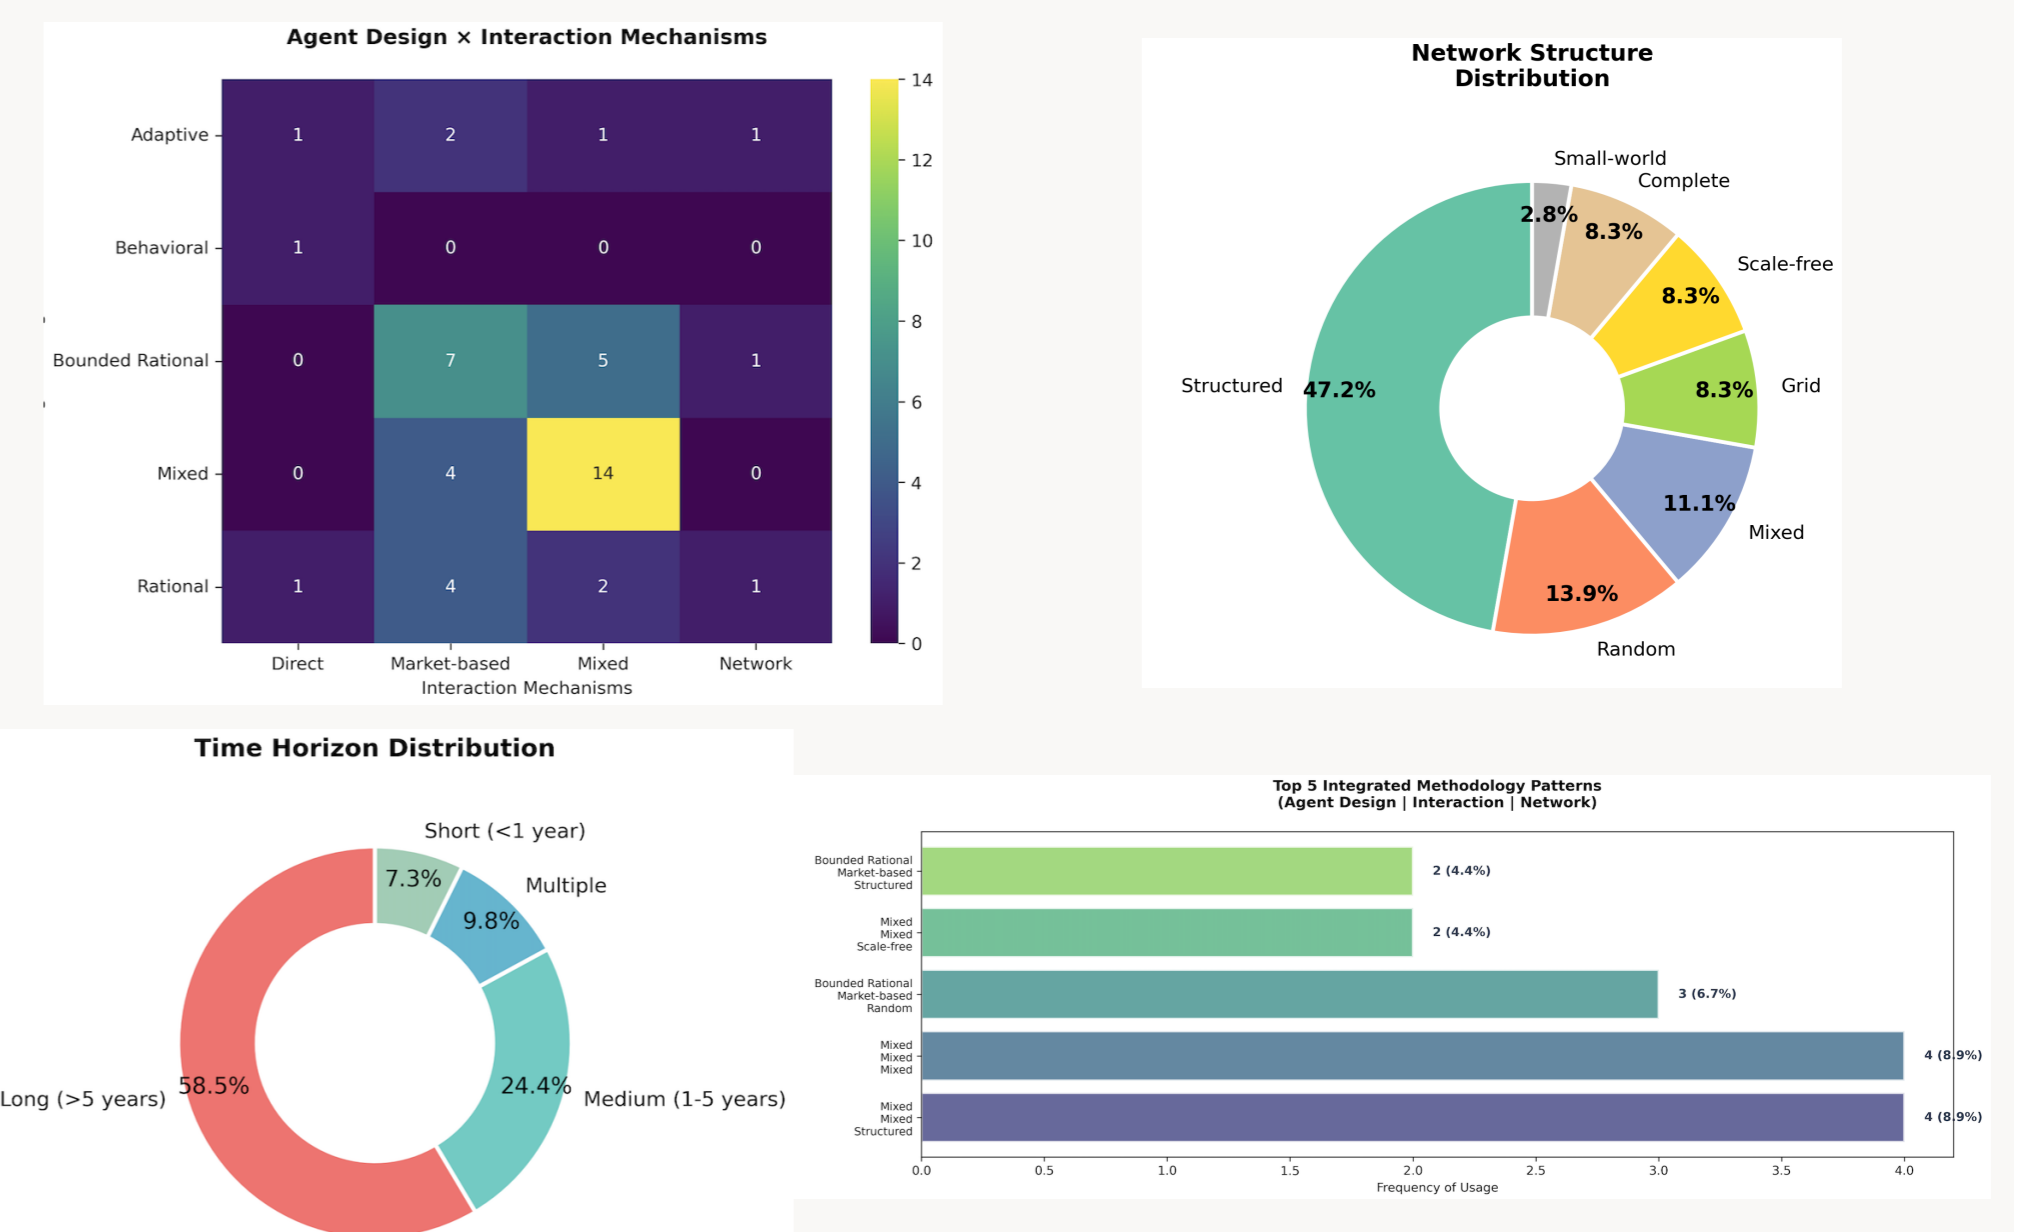 Agent Design × Interaction Mechanisms
14
12
10
8
6
4
2
0
Adaptive
1
2
1
1
Behavioral
1
0
0
0
Bounded Rational
0
7
5
1
Mixed
0
4
14
0
Rational
1
4
2
1
Direct
Market-based
Mixed
Network
Interaction Mechanisms
Network Structure
Distribution
Small-world
Complete
Scale-free
Grid
Mixed
Random
Structured
2.8%
8.3%
8.3%
8.3%
11.1%
13.9%
47.2%
Time Horizon Distribution
Short (<1 year)
7.3%
Multiple
9.8%
Long (>5 years)
58.5%
24.4%
Medium (1-5 years)
Top 5 Integrated Methodology Patterns
(Agent Design | Interaction | Network)
Bounded Rational
Market-based
Structured
2 (4.4%)
Mixed
Mixed
Scale-free
2 (4.4%)
Bounded Rational
Market-based
Random
3 (6.7%)
Mixed
Mixed
Mixed
4 (8.9%)
Mixed
Mixed
Structured
4 (8.9%)
0.0
0.5
1.0
1.5
2.0
2.5
3.0
3.5
4.0
Frequency of Usage